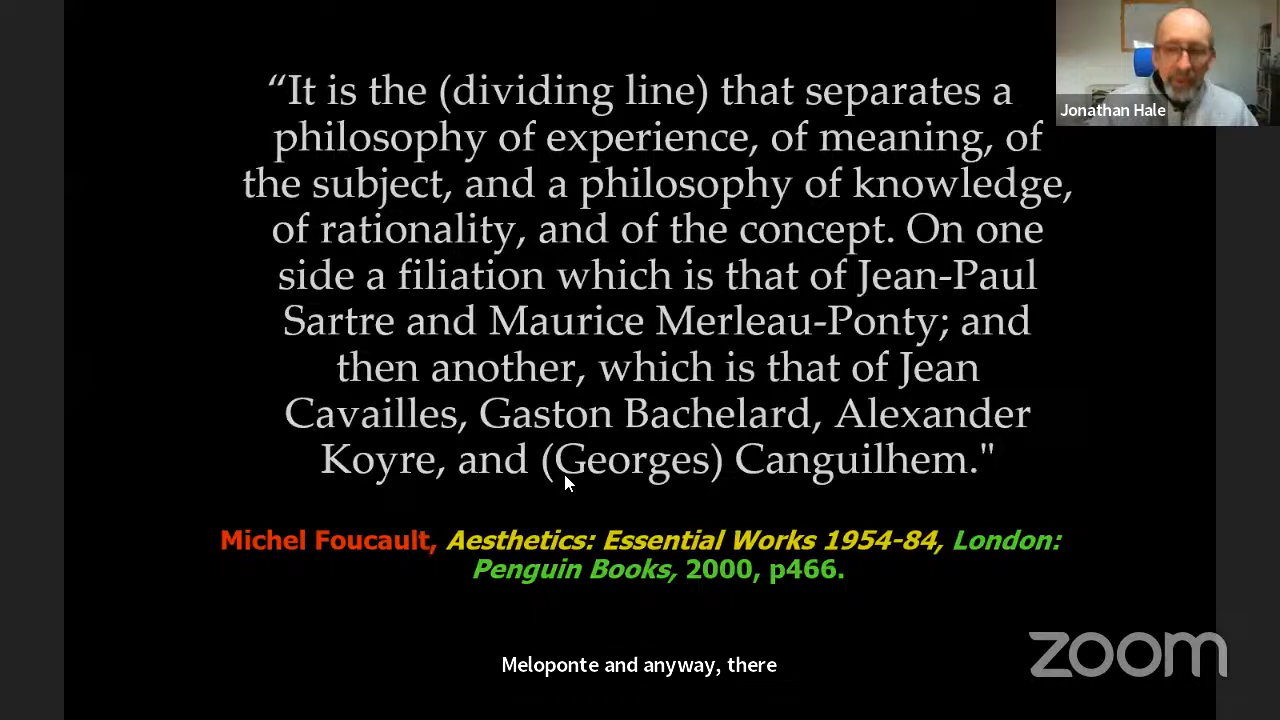 “It is the (dividing line) that separates a
philosophy of experience, of meaning, of
the subject, and a philosophy of knowledge,
of rationality, and of the concept. On one
side a filiation which is that of Jean-Paul
Sartre and Maurice Merleau-Ponty; and
then another, which is that of Jean
Cavailles, Gaston Bachelard, Alexander
Koyre, and (Georges) Canguilhem."
Michel Foucault, Aesthetics: Essential Works 1954-84, London:
Penguin Books, 2000, p466.
Jonathan Hale
Meloponte and anyway, there
zoom